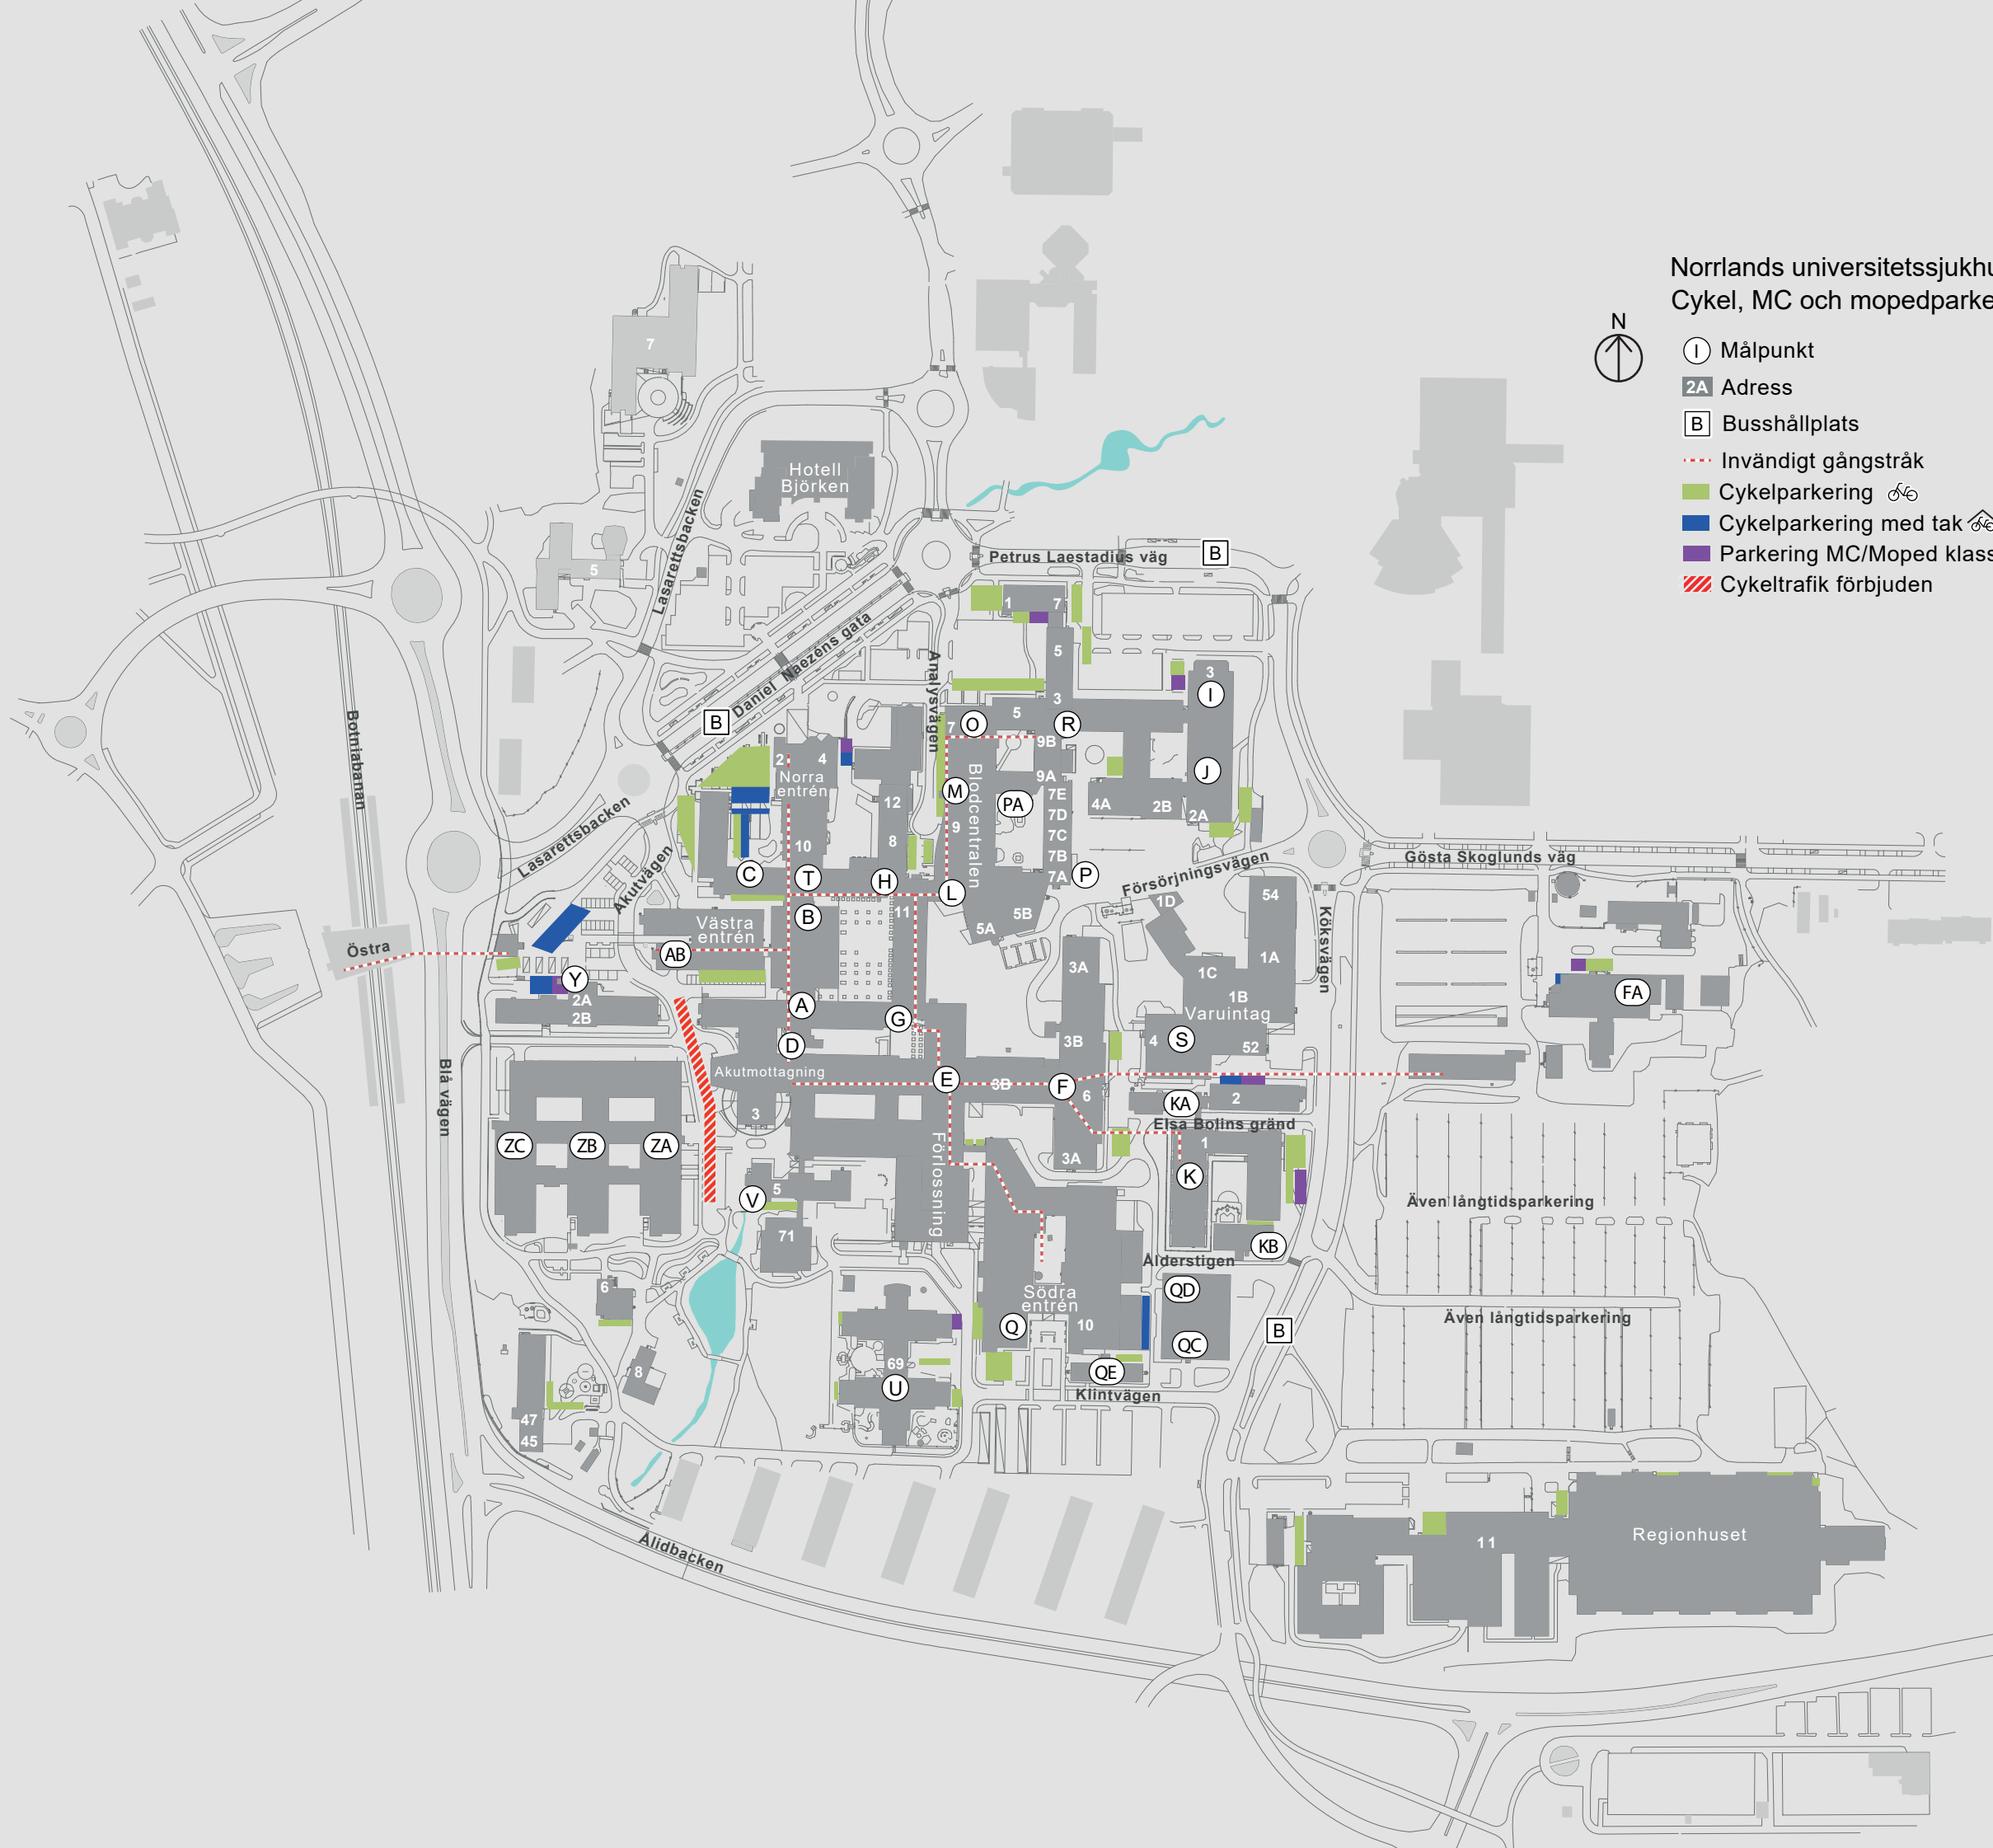 Norrlands universitetssjukhu
Cykel, MC och mopedparke
N
I Målpunkt
2A Adress
B Busshållplats
Invändigt gångstråk
Cykelparkering
Cykelparkering med tak
Parkering MC/Moped klass
Cykeltrafik förbjuden
7
Hotell
Björken
Lasarettsbacken
5
Petrus Laestadius väg
B
1
7
Daniel Naezéns gata
Analysvägen
5
3
I
3
B
7
O
5
R
9B
2
4
Norra
entrén
Botniabanan
M
Blodcentralen
PA
9A
J
7E
12
4A
2B
2A
7D
9
7C
8
10
7B
Lasarettsbacken
Akutvägen
C
T
H
L
7A
P
Försörjningsvägen
Gösta Skoglunds väg
54
1D
B
11
5B
5A
Västra
entrén
Köksvägen
Östra
AB
3A
1C
1A
Y
2A
2B
A
G
1B
Varuintag
FA
D
3B
4
S
52
Akutmottagning
E
3B
F
6
KA
2
3
Blå vägen
Elsa Bolins gränd
ZC
ZB
ZA
Förlossning
1
3A
K
V
5
Även långtidsparkering
71
KB
Ålderstigen
6
Södra
entrén
QD
Q
10
Även långtidsparkering
B
QC
69
8
QE
U
Klintvägen
47
45
Regionhuset
11
Ålidbacken